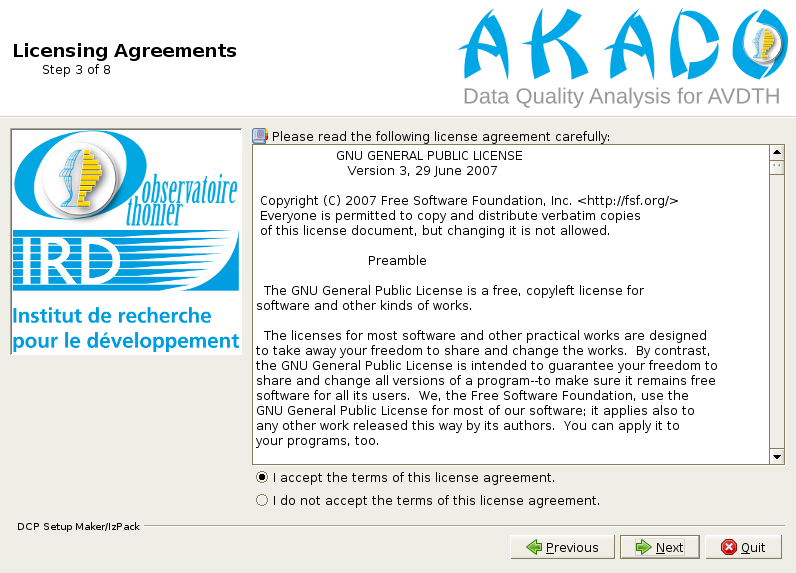 Licensing Agreements
Step 3 of 8
AKADO
Data Quality Analysis for AVDTH
Observatoire
thonier
IRD
Institut de recherche
pour le développement
Please read the following license agreement carefully:
GNU GENERAL PUBLIC LICENSE
Version 3, 29 June 2007
Copyright (C) 2007 Free Software Foundation, Inc. <http://fsf.org/>
Everyone is permitted to copy and distribute verbatim copies
of this license document, but changing it is not allowed.
Preamble
The GNU General Public License is a free, copyleft license for
software and other kinds of works.
The licenses for most software and other practical works are designed
to take away your freedom to share and change the works.  By contrast,
the GNU General Public License is intended to guarantee your freedom to
share and change all versions of a program--to make sure it remains free
software for all its users.  We, the Free Software Foundation, use the
GNU General Public License for most of our software; it applies also to
any other work released this way by its authors.  You can apply it to
your programs, too.
I accept the terms of this license agreement.
I do not accept the terms of this license agreement.
DCP Setup Maker/IzPack
Previous
Next
Quit